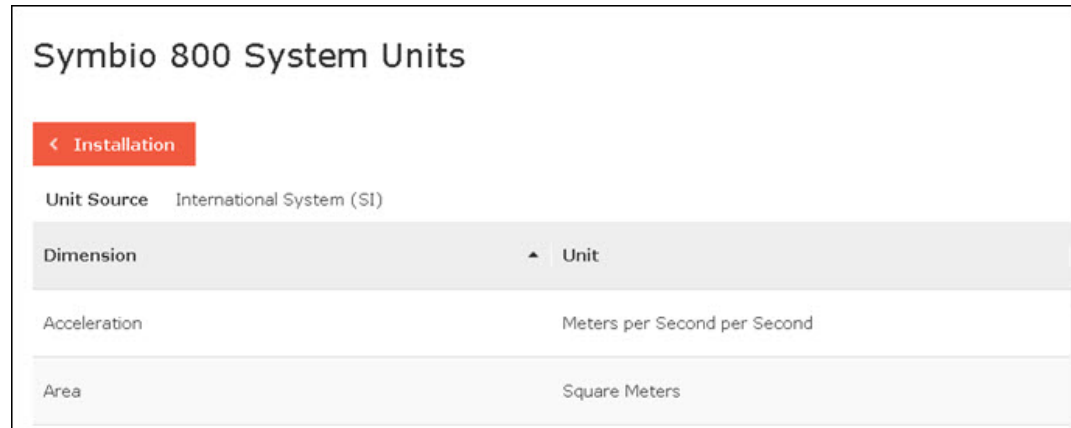 Symbio 800 System Units
< Installation
Unit Source International System (SI)
Dimension Unit
Acceleration Meters per Second per Second
Area Square Meters